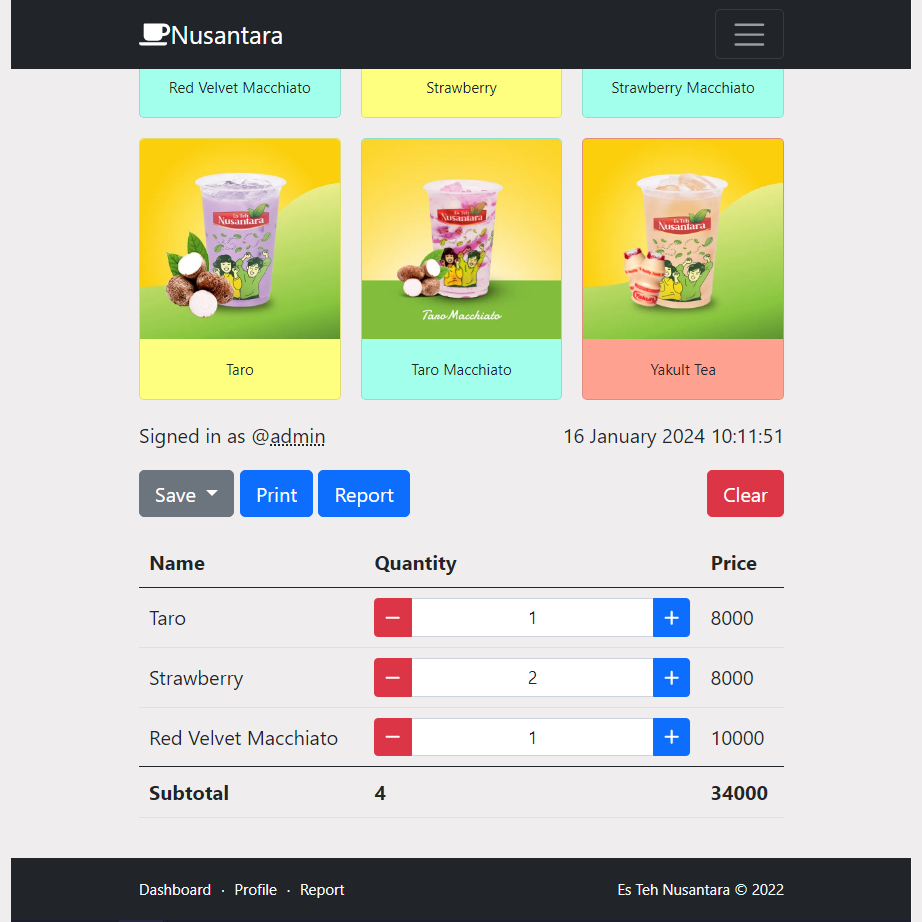 Nusantara
Red Velvet Macchiato
Strawberry
Strawberry Macchiato
Es Teh
Nusantara
Es Teh
Nusantara
Taro Macchiato
Es Teh
Nusantara
Yakult
Taro
Taro Macchiato
Yakult Tea
Signed in as @admin 16 January 2024 10:11:51
Save Print Report Clear
Name Quantity Price
Taro − 1 + 8000
Strawberry − 2 + 8000
Red Velvet Macchiato − 1 + 10000
Subtotal 4 34000
Dashboard · Profile · Report Es Teh Nusantara © 2022